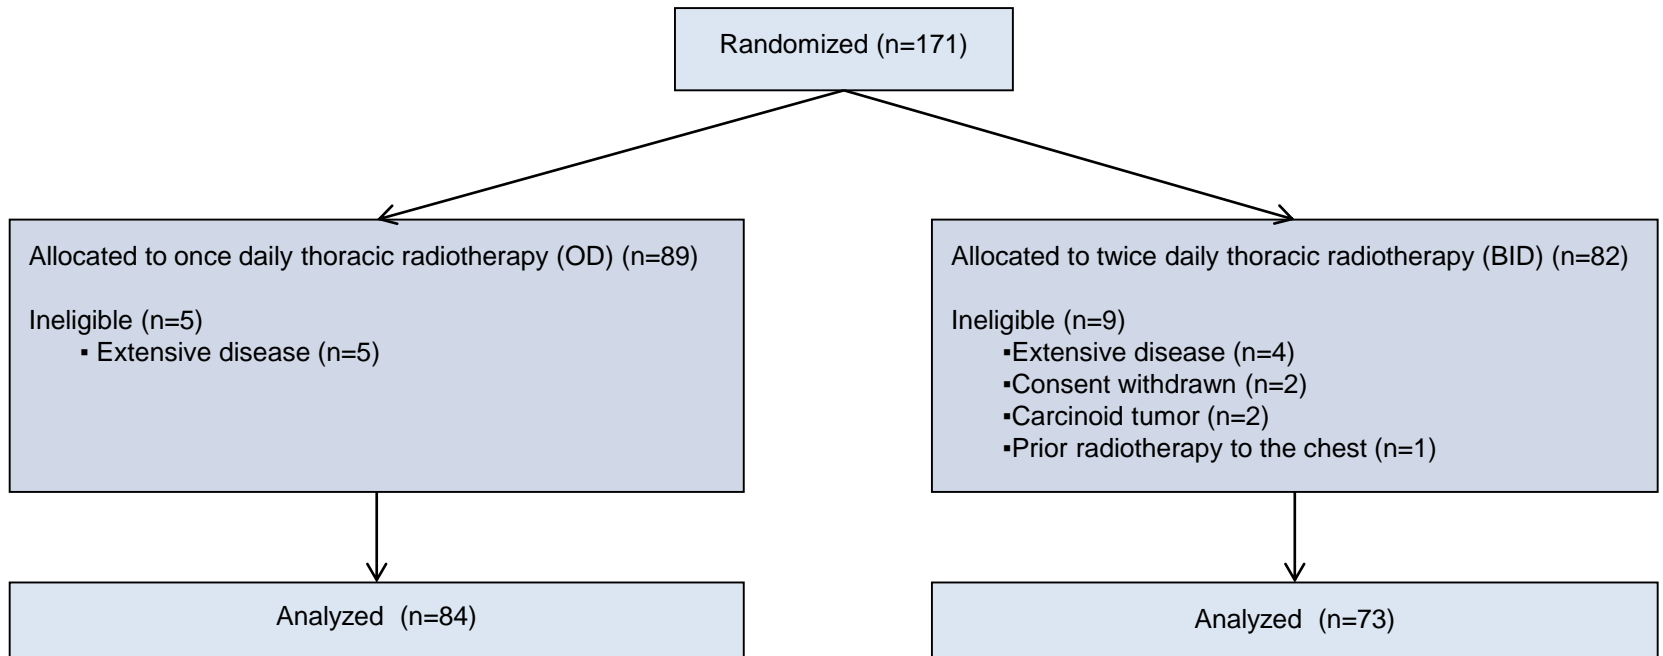 Randomized (n=171)
Allocated to once daily thoracic radiotherapy (OD) (n=89)
Ineligible (n=5)
▪ Extensive disease (n=5)
Allocated to twice daily thoracic radiotherapy (BID) (n=82)
Ineligible (n=9)
▪Extensive disease (n=4)
▪Consent withdrawn (n=2)
▪Carcinoid tumor (n=2)
▪Prior radiotherapy to the chest (n=1)
Analyzed (n=84)
Analyzed (n=73)